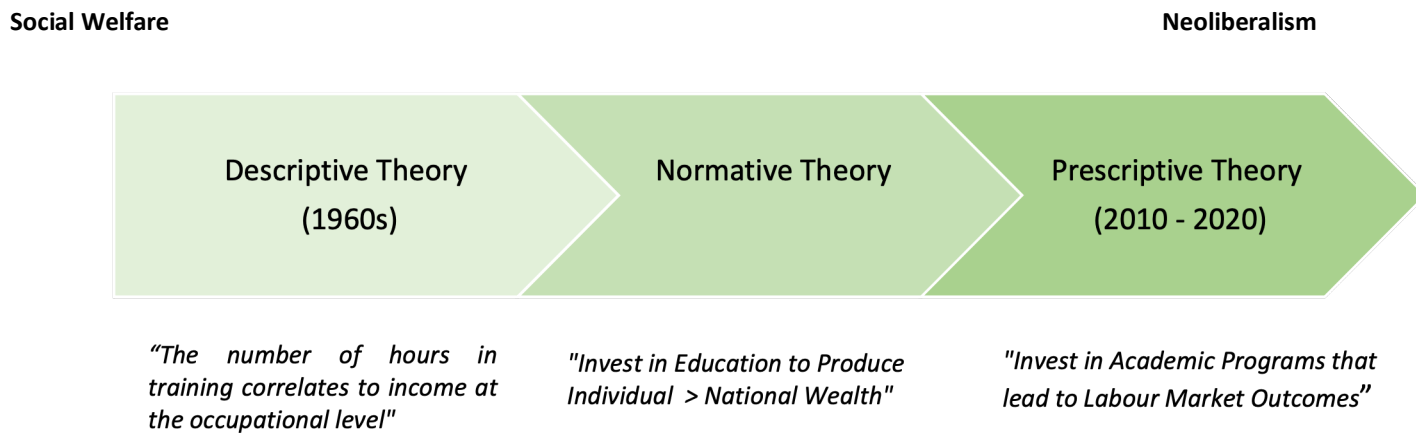 Social Welfare
Neoliberalism
Descriptive Theory
(1960s)
Normative Theory
Prescriptive Theory
(2010 - 2020)
“The number of hours in
training correlates to income at
the occupational level"
"Invest in Education to Produce
Individual > National Wealth"
"Invest in Academic Programs that
lead to Labour Market Outcomes”